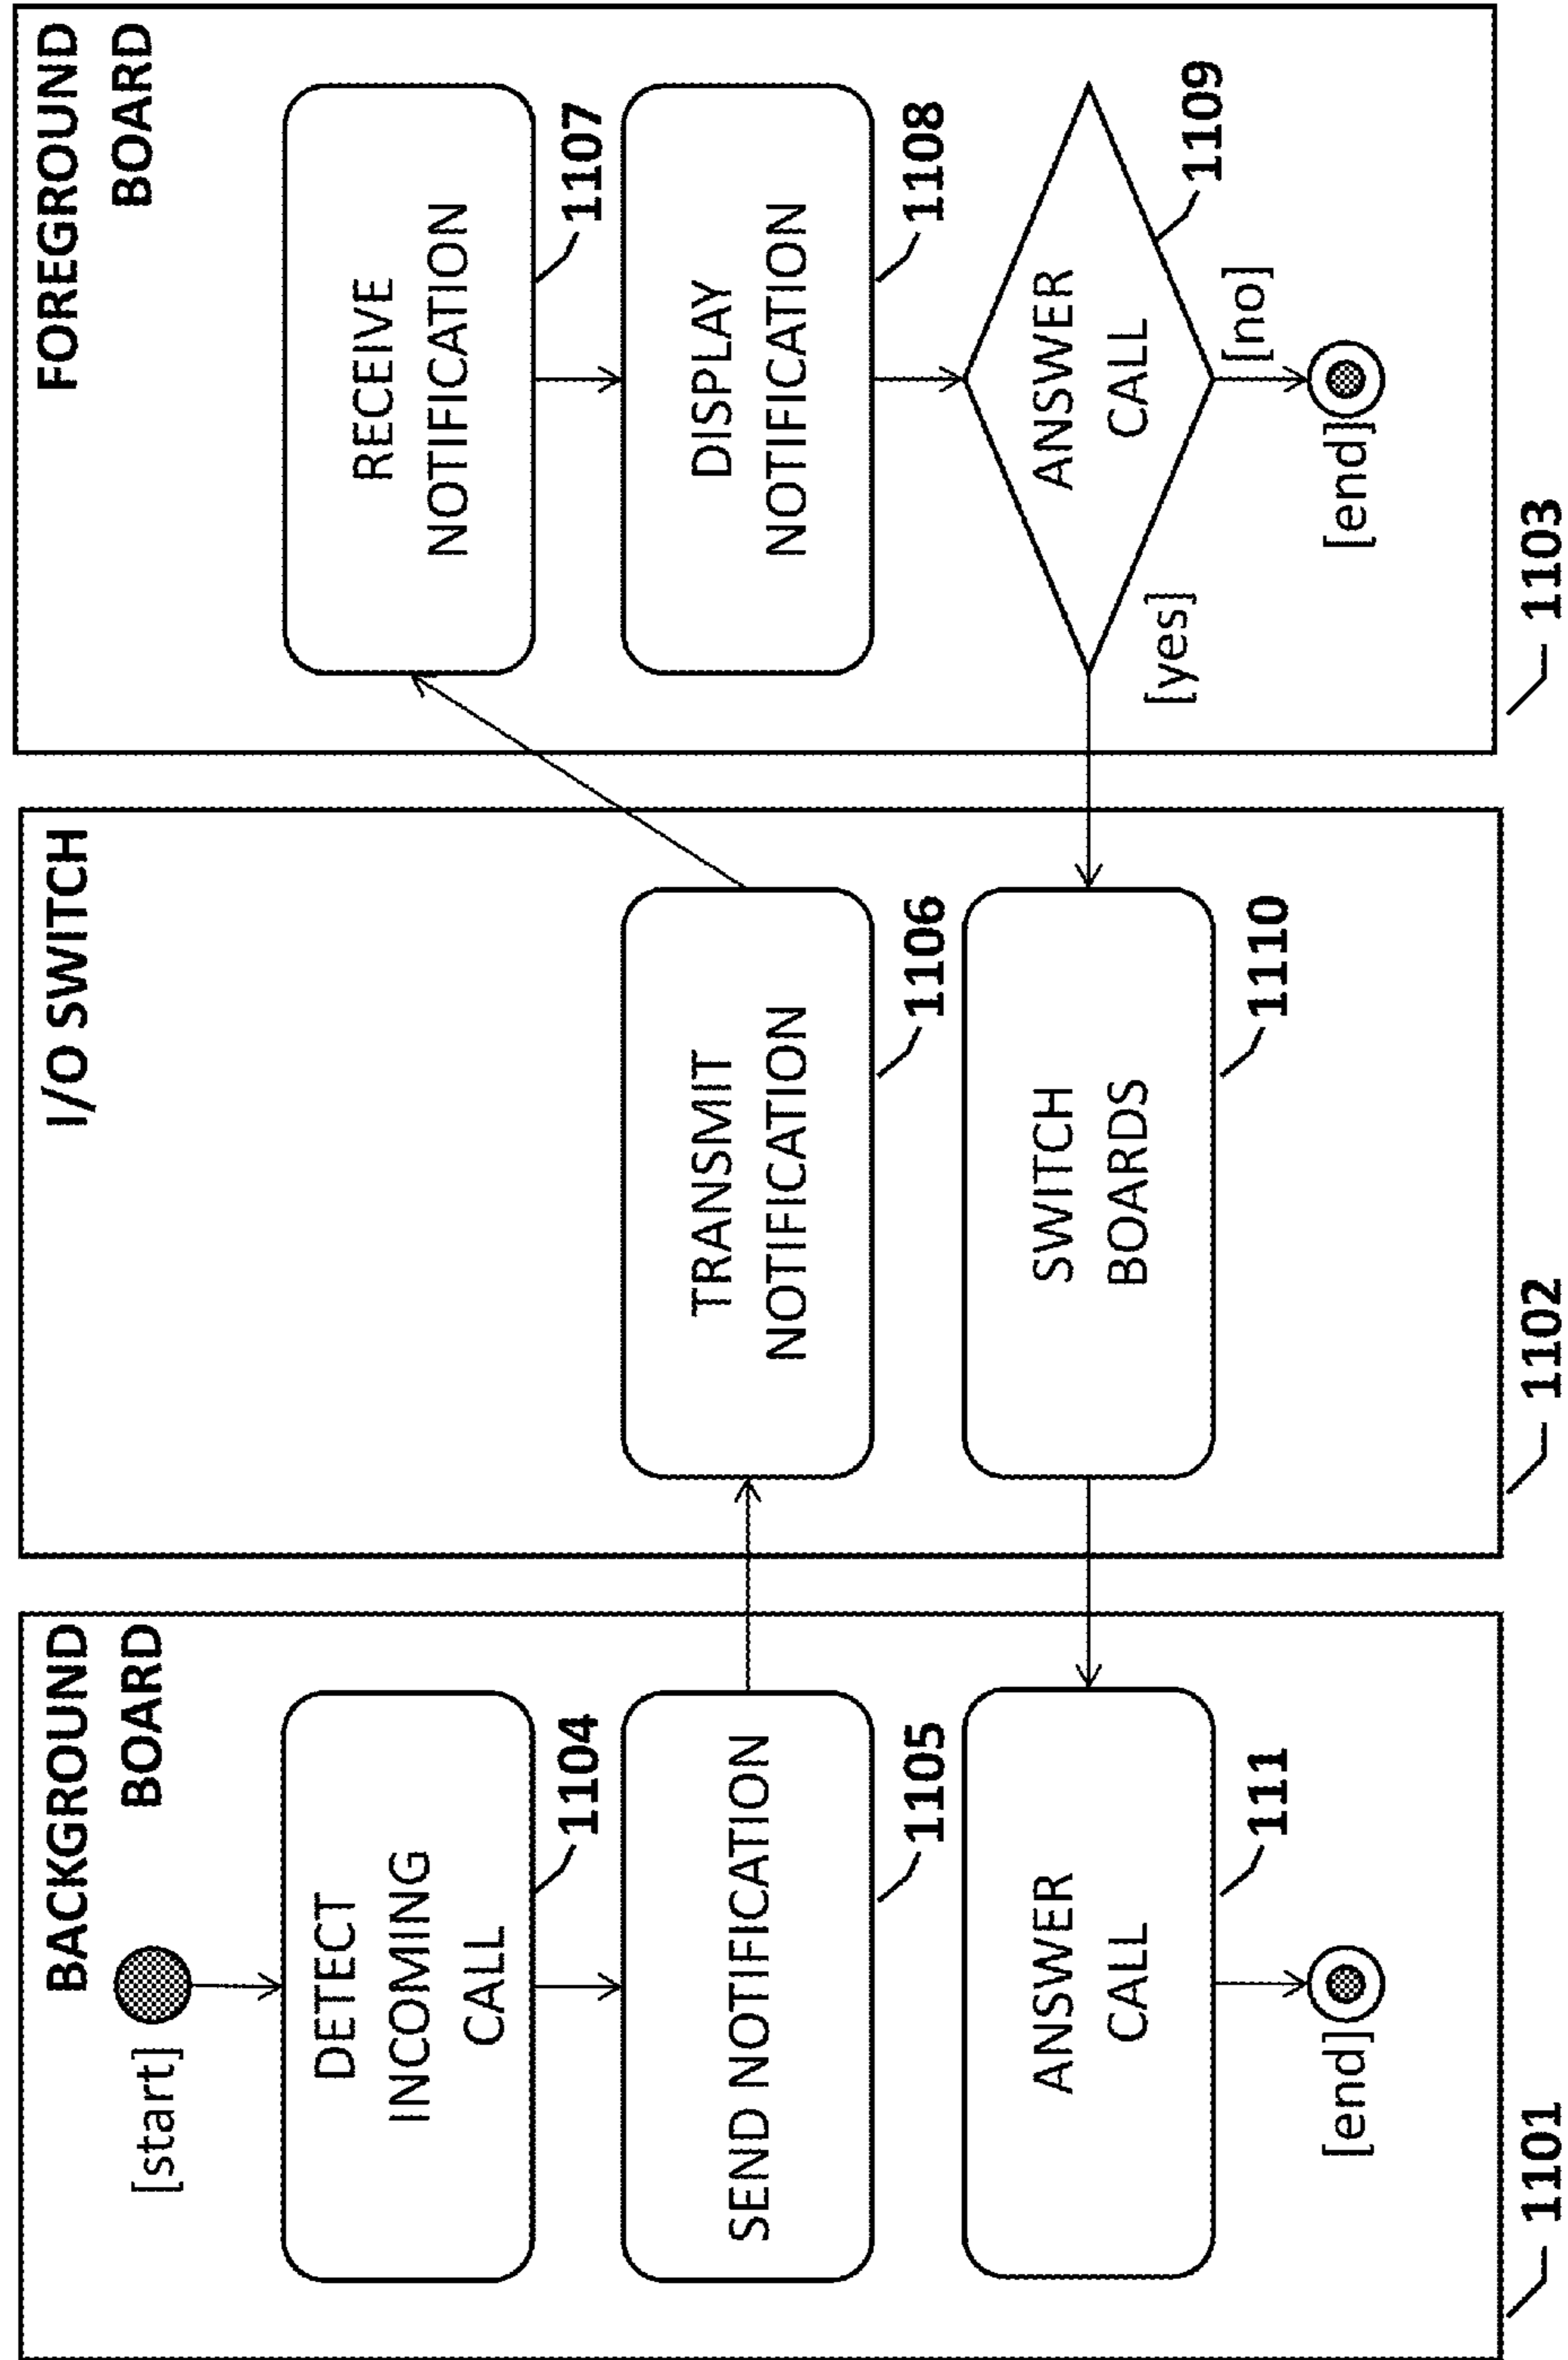 BACKGROUND
BOARD
[start]
DETECT
INCOMING
CALL
1104
SEND NOTIFICATION
1105
ANSWER
CALL
111
[end]
1101
I/O SWITCH
TRANSMIT
NOTIFICATION
1106
SWITCH
BOARDS
1110
1102
FOREGROUND
BOARD
RECEIVE
NOTIFICATION
1107
DISPLAY
NOTIFICATION
1108
ANSWER
CALL
1109
[yes]
[no]
[end]
1103